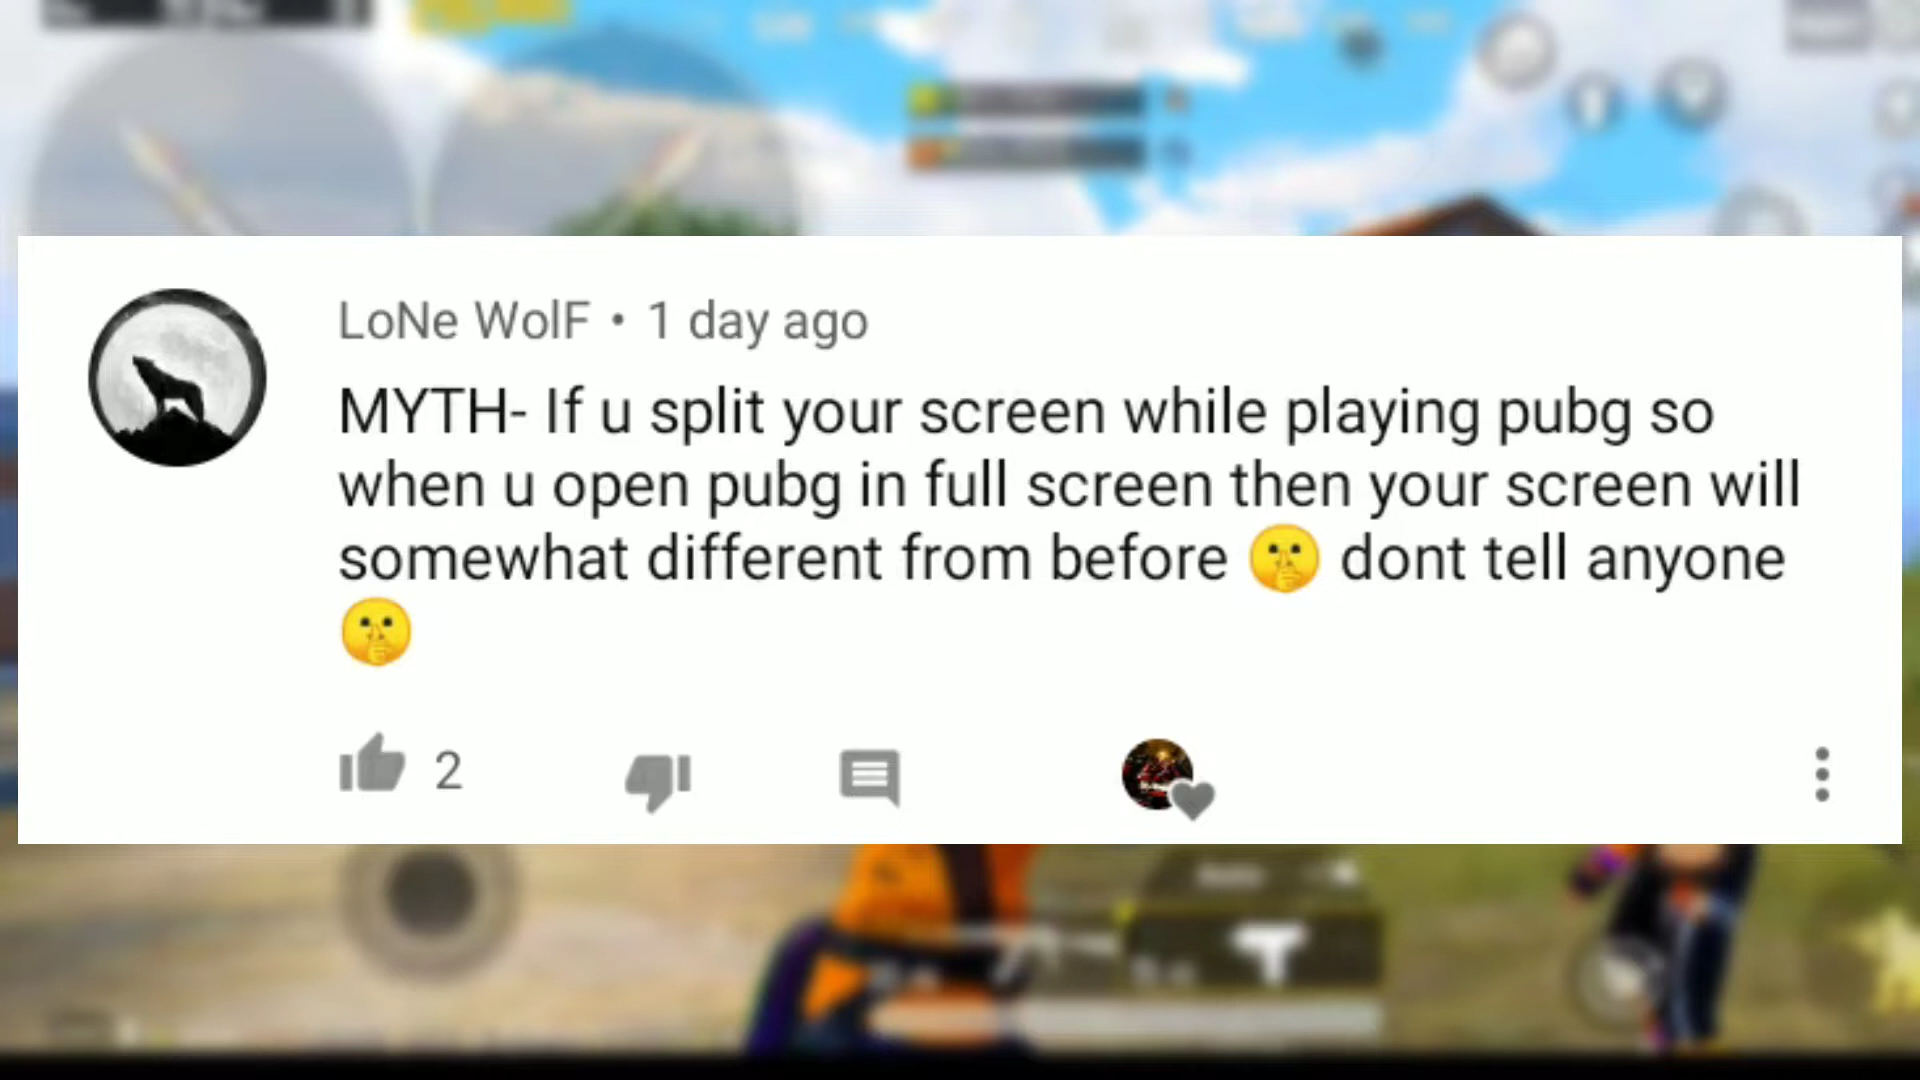 LoNe WolF • 1 day ago
MYTH- If u split your screen while playing pubg so
when u open pubg in full screen then your screen will
somewhat different from before 🤫 dont tell anyone
🤫
2